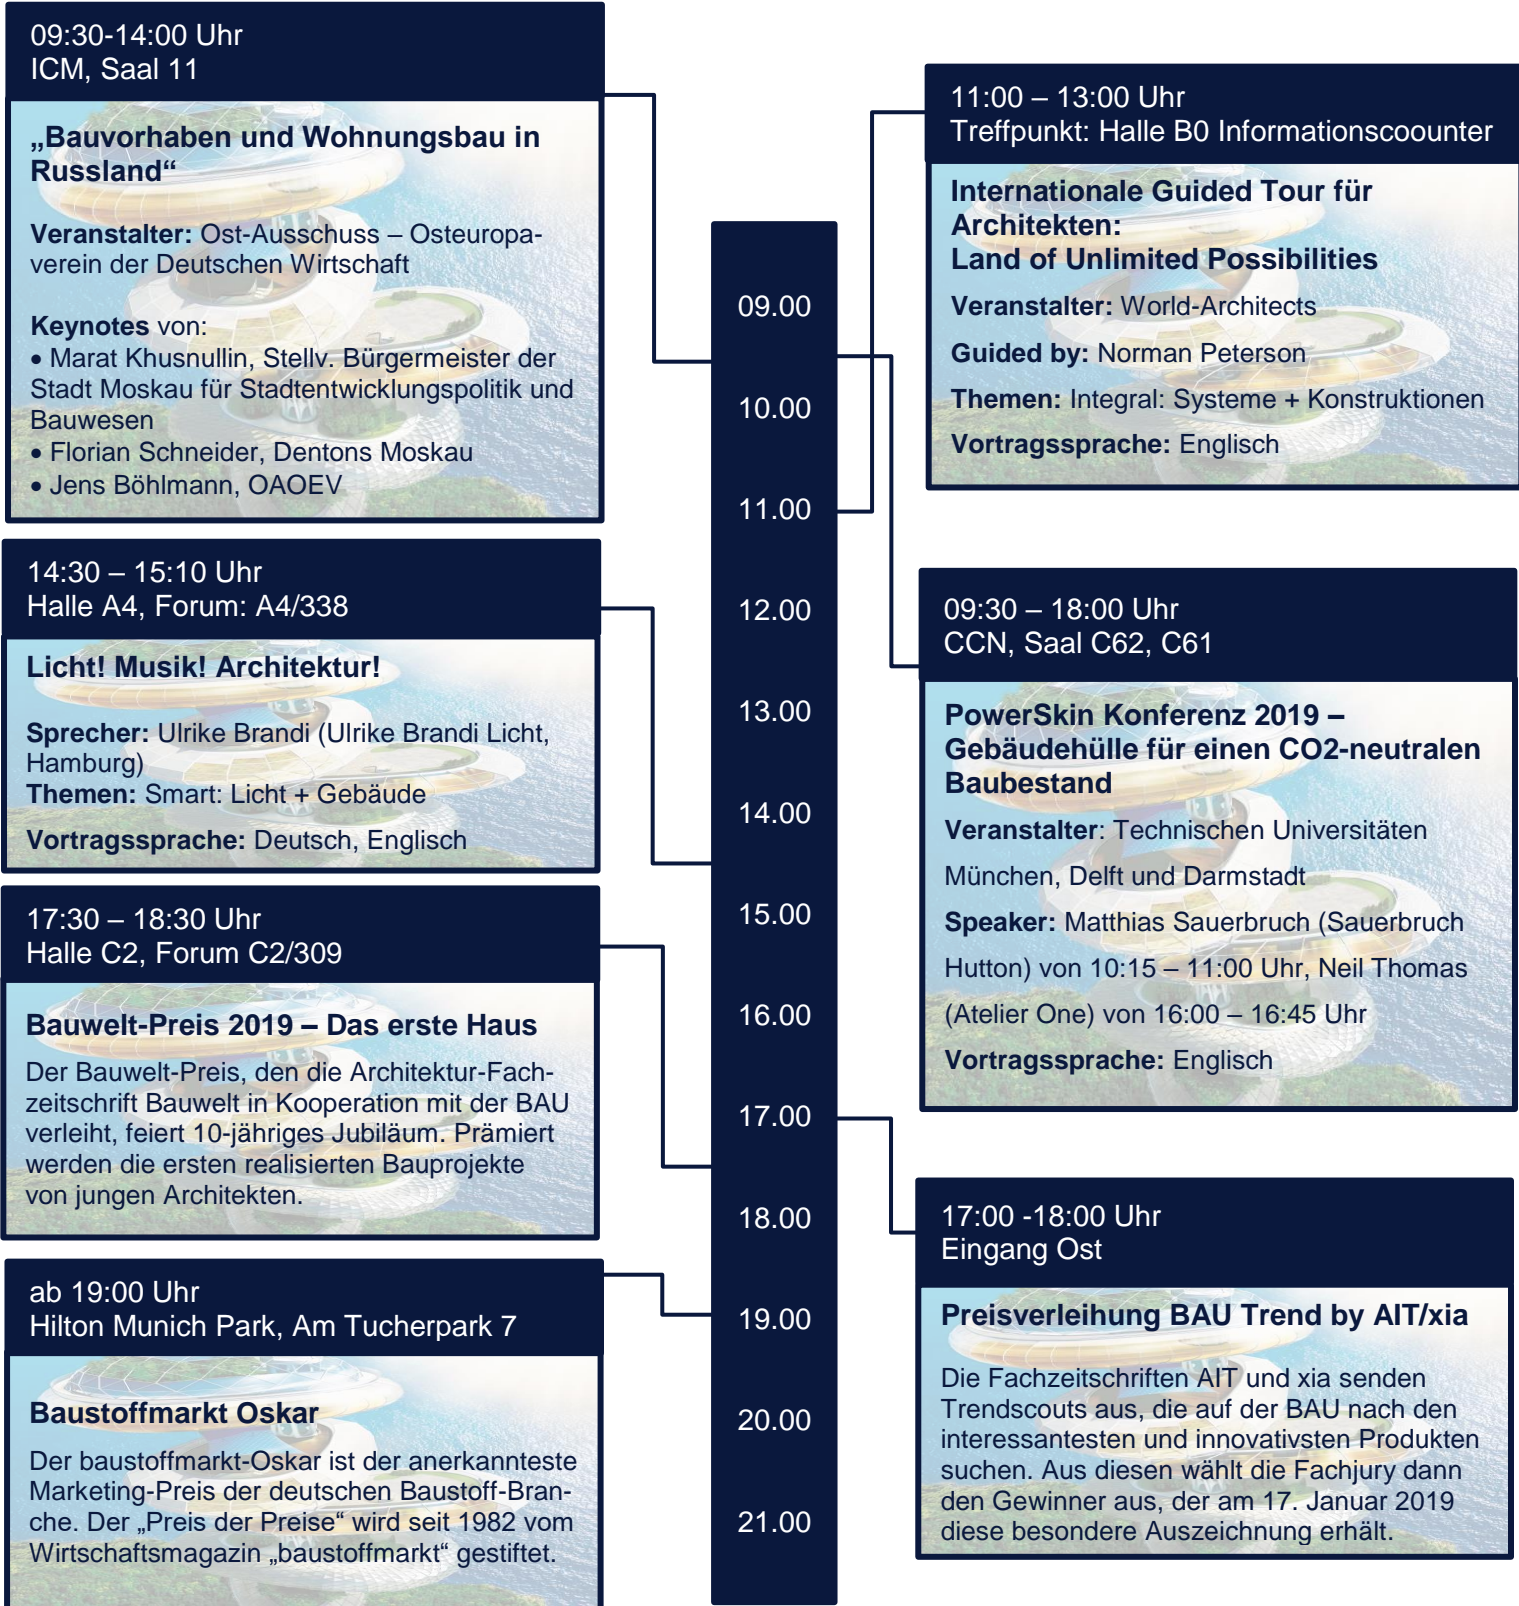 09:30-14:00 Uhr
ICM, Saal 11
„Bauvorhaben und Wohnungsbau in
Russland“
Veranstalter: Ost-Ausschuss – Osteuropa-
verein der Deutschen Wirtschaft
Keynotes von:
• Marat Khusnullin, Stellv. Bürgermeister der
Stadt Moskau für Stadtentwicklungspolitik und
Bauwesen
• Florian Schneider, Dentons Moskau
• Jens Böhlmann, OAOEV
14:30 – 15:10 Uhr
Halle A4, Forum: A4/338
Licht! Musik! Architektur!
Sprecher: Ulrike Brandi (Ulrike Brandi Licht,
Hamburg)
Themen: Smart: Licht + Gebäude
Vortragssprache: Deutsch, Englisch
17:30 – 18:30 Uhr
Halle C2, Forum C2/309
Bauwelt-Preis 2019 – Das erste Haus
Der Bauwelt-Preis, den die Architektur-Fach-
zeitschrift Bauwelt in Kooperation mit der BAU
verleiht, feiert 10-jähriges Jubiläum. Prämiert
werden die ersten realisierten Bauprojekte
von jungen Architekten.
ab 19:00 Uhr
Hilton Munich Park, Am Tucherpark 7
Baustoffmarkt Oskar
Der baustoffmarkt-Oskar ist der anerkannteste
Marketing-Preis der deutschen Baustoff-Bran-
che. Der „Preis der Preise“ wird seit 1982 vom
Wirtschaftsmagazin „baustoffmarkt“ gestiftet.
09.00
10.00
11.00
12.00
13.00
14.00
15.00
16.00
17.00
18.00
19.00
20.00
21.00
11:00 – 13:00 Uhr
Treffpunkt: Halle B0 Informationscoounter
Internationale Guided Tour für
Architekten:
Land of Unlimited Possibilities
Veranstalter: World-Architects
Guided by: Norman Peterson
Themen: Integral: Systeme + Konstruktionen
Vortragssprache: Englisch
09:30 – 18:00 Uhr
CCN, Saal C62, C61
PowerSkin Konferenz 2019 –
Gebäudehülle für einen CO2-neutralen
Baubestand
Veranstalter: Technischen Universitäten
München, Delft und Darmstadt
Speaker: Matthias Sauerbruch (Sauerbruch
Hutton) von 10:15 – 11:00 Uhr, Neil Thomas
(Atelier One) von 16:00 – 16:45 Uhr
Vortragssprache: Englisch
17:00 -18:00 Uhr
Eingang Ost
Preisverleihung BAU Trend by AIT/xia
Die Fachzeitschriften AIT und xia senden
Trendscouts aus, die auf der BAU nach den
interessantesten und innovativsten Produkten
suchen. Aus diesen wählt die Fachjury dann
den Gewinner aus, der am 17. Januar 2019
diese besondere Auszeichnung erhält.